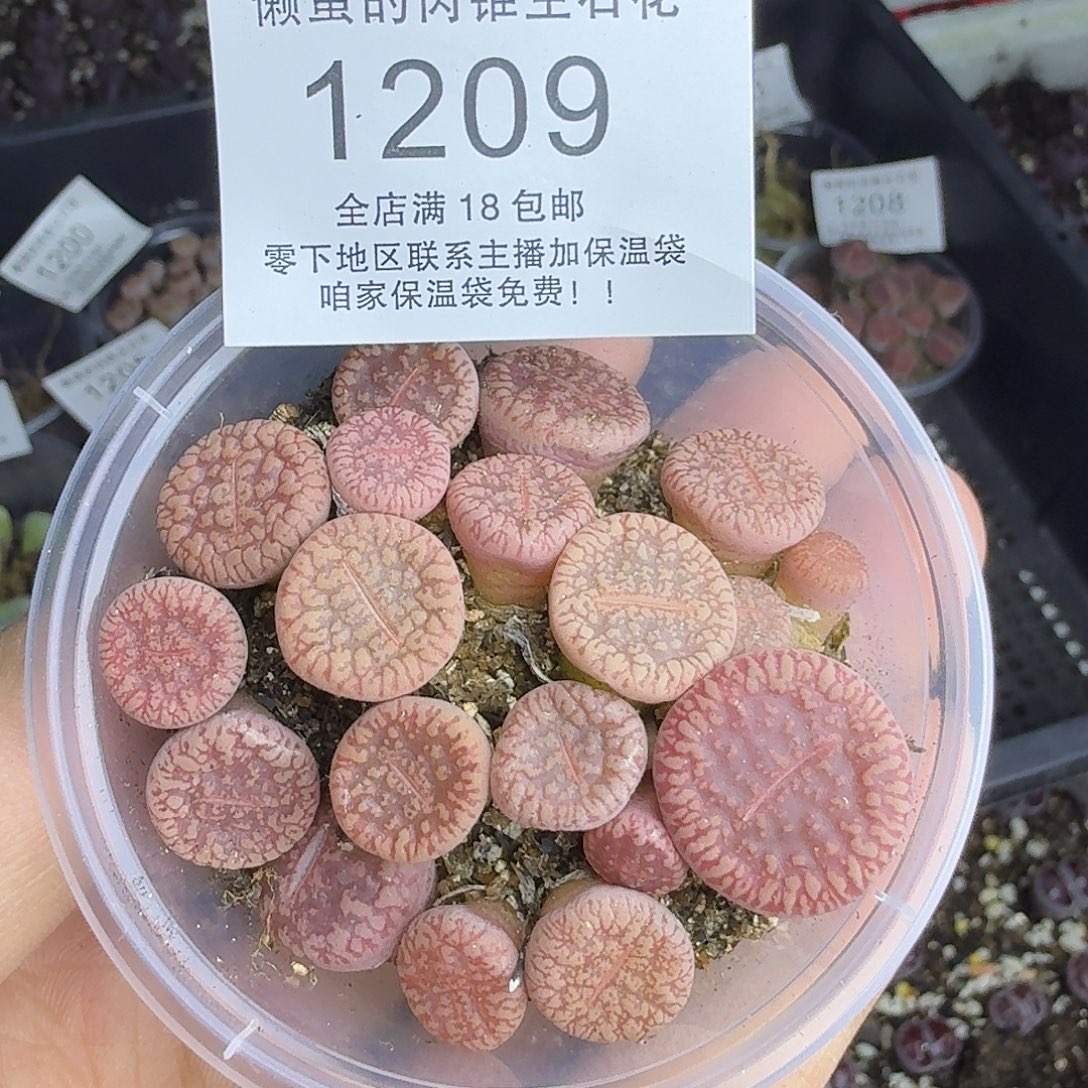 懒蛋的肉锥生石花
1209
全店满 18 包邮
零下地区联系主播加保温袋
咱家保温袋免费！！
1208
1200